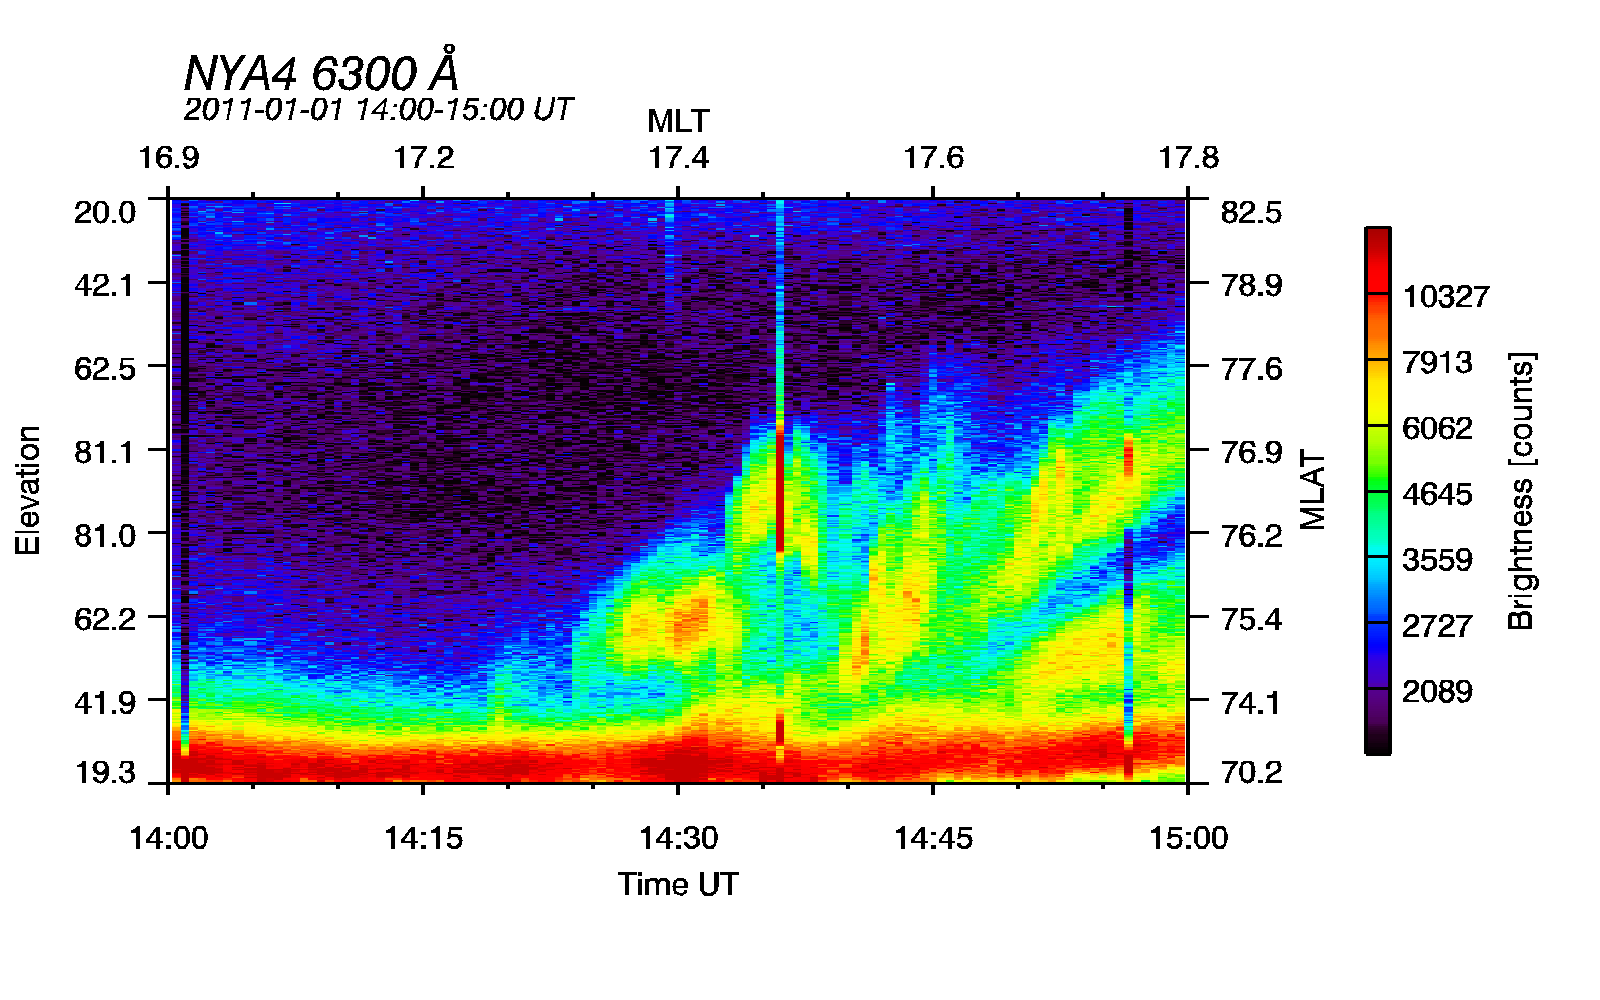 NYA4 6300 Å
2011-01-01 14:00-15:00 UT
MLT
16.9 17.2 17.4 17.6 17.8
20.0 82.5
42.1 78.9
62.5 77.6
81.1 76.9
81.0 76.2
62.2 75.4
41.9 74.1
19.3 70.2
Elevation
MLAT
10327
7913
6062
4645
3559
2727
2089
Brightness [counts]
14:00 14:15 14:30 14:45 15:00
Time UT